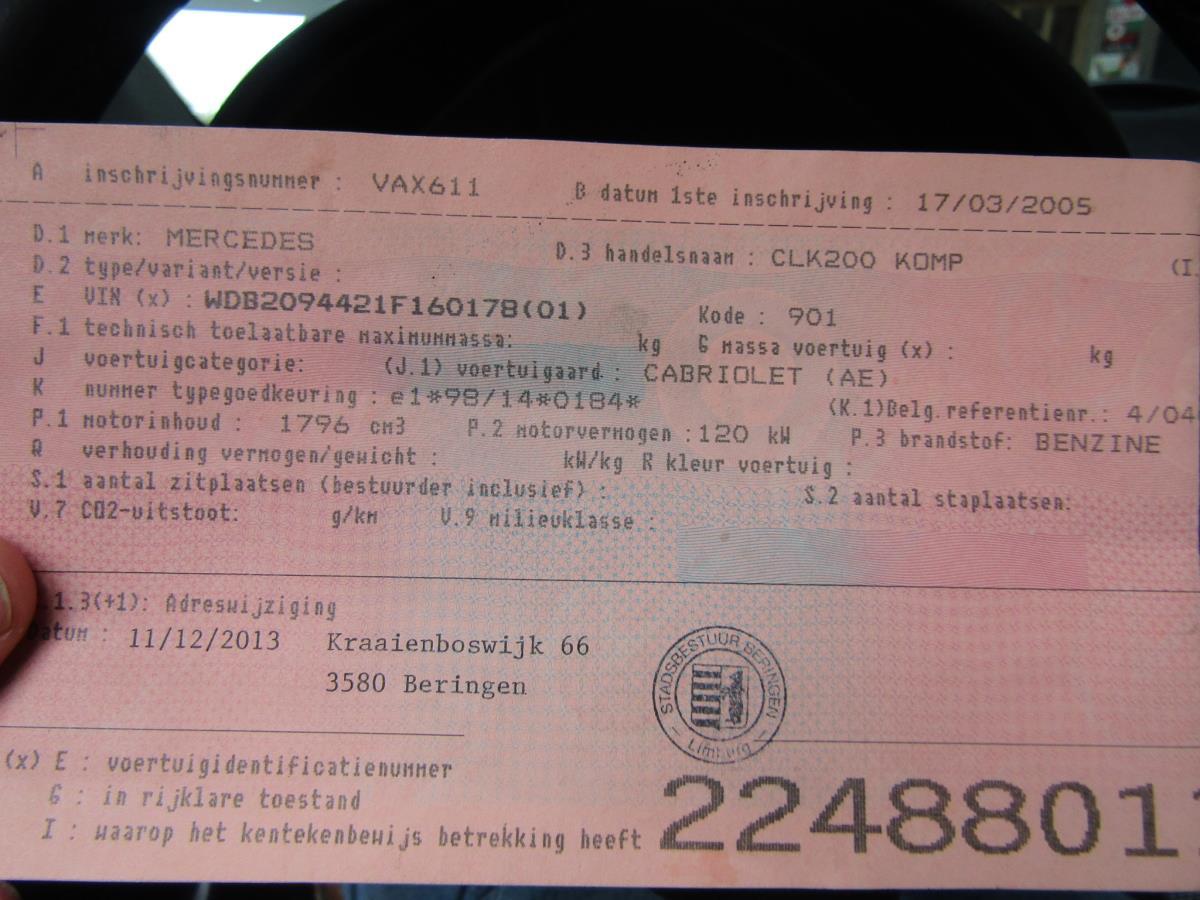 A inschrijvingsnummer : VAX611 B datum 1ste inschrijving : 17/03/2005
D.1 merk: MERCEDES D.3 handelsnaam : CLK200 KOMP (I.
D.2 type/variant/versie :
E VIN (x) : WDB2094421F160178(01) Kode : 901
F.1 technisch toelaatbare maximummassa: kg G massa voertuig (x) : kg
J voertuigcategorie: (J.1) voertuigaard : CABRIOLET (AE)
K nummer typegoedkeuring : e1*98/14*0184* (K.1)Belg.referentienr.: 4/04
P.1 motorinhoud : 1796 cm3 P.2 motorvermogen :120 kW P.3 brandstof: BENZINE
Q verhouding vermogen/gewicht : kW/kg R kleur voertuig :
S.1 aantal zitplaatsen (bestuurder inclusief) : S.2 aantal staplaatsen:
V.7 CO2-uitstoot: g/km V.9 milieuklasse :
.1.3(+1): Adreswijziging
Datum : 11/12/2013 Kraaienboswijk 66
3580 Beringen
STADSBESTUUR BERINGEN
Limburg
(x) E : voertuigidentificatienummer
G : in rijklare toestand
I : waarop het kentekenbewijs betrekking heeft
2248801